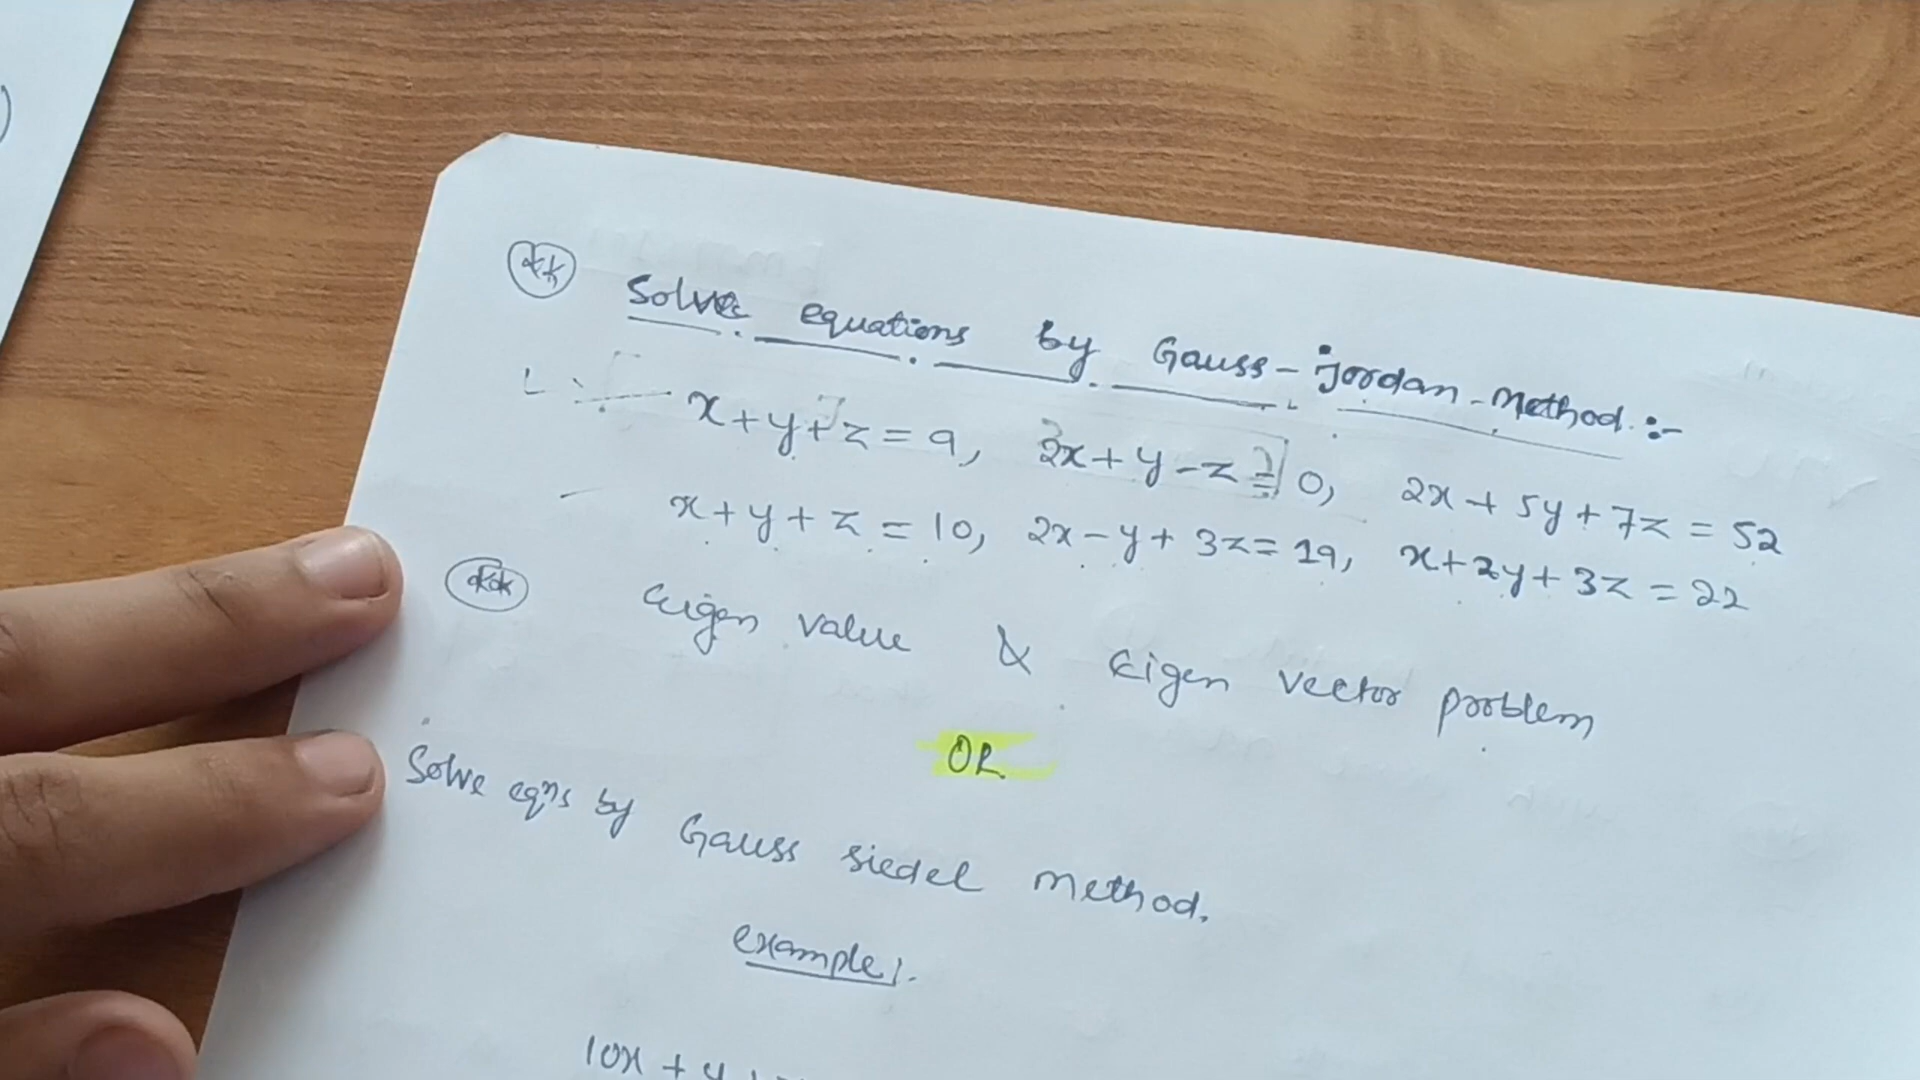 Solve equations by Gauss-jordan-Method:-
x+y+z=9, 2x+y-z=0, 2x+5y+7z=52
x+y+z=10, 2x-y+3z=19, x+2y+3z=22
Eigen value & Eigen vector problem
OR
Solve eqⁿs by Gauss siedel method.
example:-
10x + y +